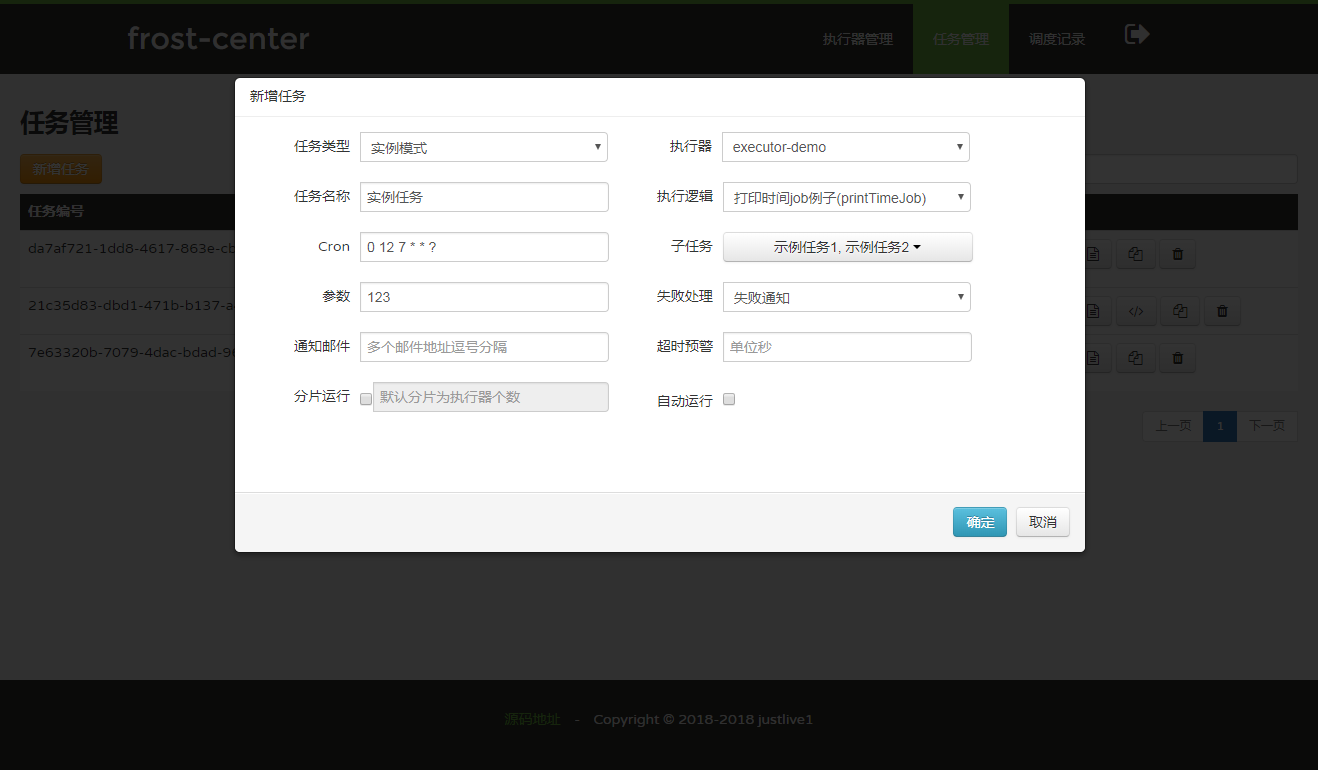 frost-center
执行器管理 任务管理 调度记录
任务管理
新增任务
任务编号
da7af721-1dd8-4617-863e-cb
21c35d83-dbd1-471b-b137-a
7e63320b-7079-4dac-bdad-96
上一页 1 下一页
新增任务
任务类型 实例模式 执行器 executor-demo
任务名称 实例任务 执行逻辑 打印时间job例子(printTimeJob)
Cron 0 12 7 * * ? 子任务 示例任务1, 示例任务2
参数 123 失败处理 失败通知
通知邮件 多个邮件地址逗号分隔 超时预警 单位秒
分片运行 默认分片为执行器个数 自动运行
确定 取消
源码地址 - Copyright © 2018-2018 justlive1